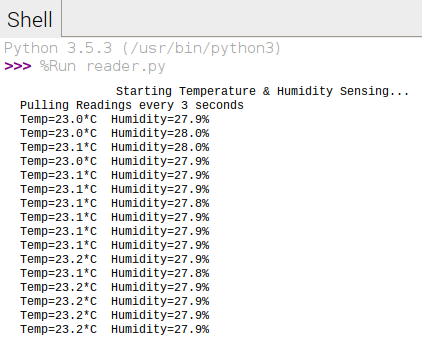 Shell
Python 3.5.3 (/usr/bin/python3)
>>> %Run reader.py
Starting Temperature & Humidity Sensing...
Pulling Readings every 3 seconds
Temp=23.0*C  Humidity=27.9%
Temp=23.0*C  Humidity=28.0%
Temp=23.1*C  Humidity=28.0%
Temp=23.0*C  Humidity=27.9%
Temp=23.1*C  Humidity=27.9%
Temp=23.1*C  Humidity=27.9%
Temp=23.1*C  Humidity=27.8%
Temp=23.1*C  Humidity=27.9%
Temp=23.1*C  Humidity=27.9%
Temp=23.1*C  Humidity=27.9%
Temp=23.2*C  Humidity=27.9%
Temp=23.1*C  Humidity=27.8%
Temp=23.2*C  Humidity=27.9%
Temp=23.2*C  Humidity=27.9%
Temp=23.2*C  Humidity=27.9%
Temp=23.2*C  Humidity=27.9%